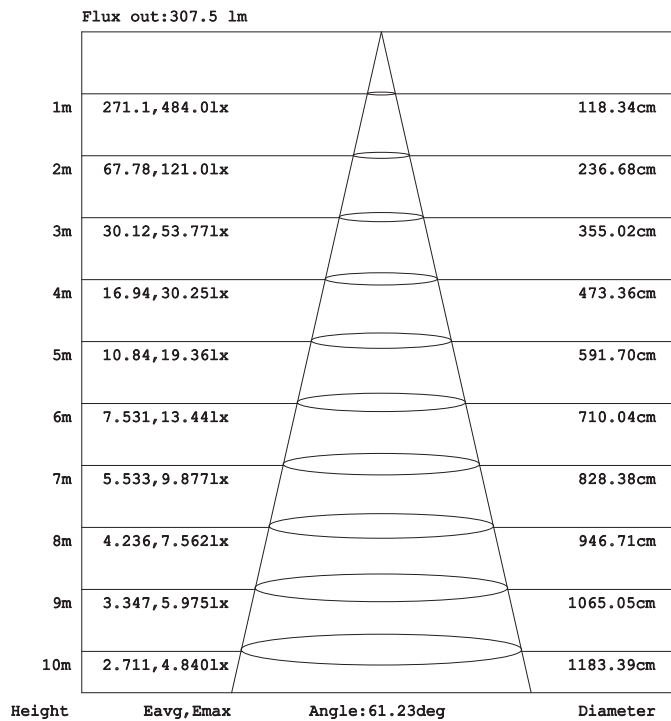 Flux out:307.5 lm
1m 271.1,484.0lx 118.34cm
2m 67.78,121.0lx 236.68cm
3m 30.12,53.77lx 355.02cm
4m 16.94,30.25lx 473.36cm
5m 10.84,19.36lx 591.70cm
6m 7.531,13.44lx 710.04cm
7m 5.533,9.877lx 828.38cm
8m 4.236,7.562lx 946.71cm
9m 3.347,5.975lx 1065.05cm
10m 2.711,4.840lx 1183.39cm
Height Eavg,Emax Angle:61.23deg Diameter